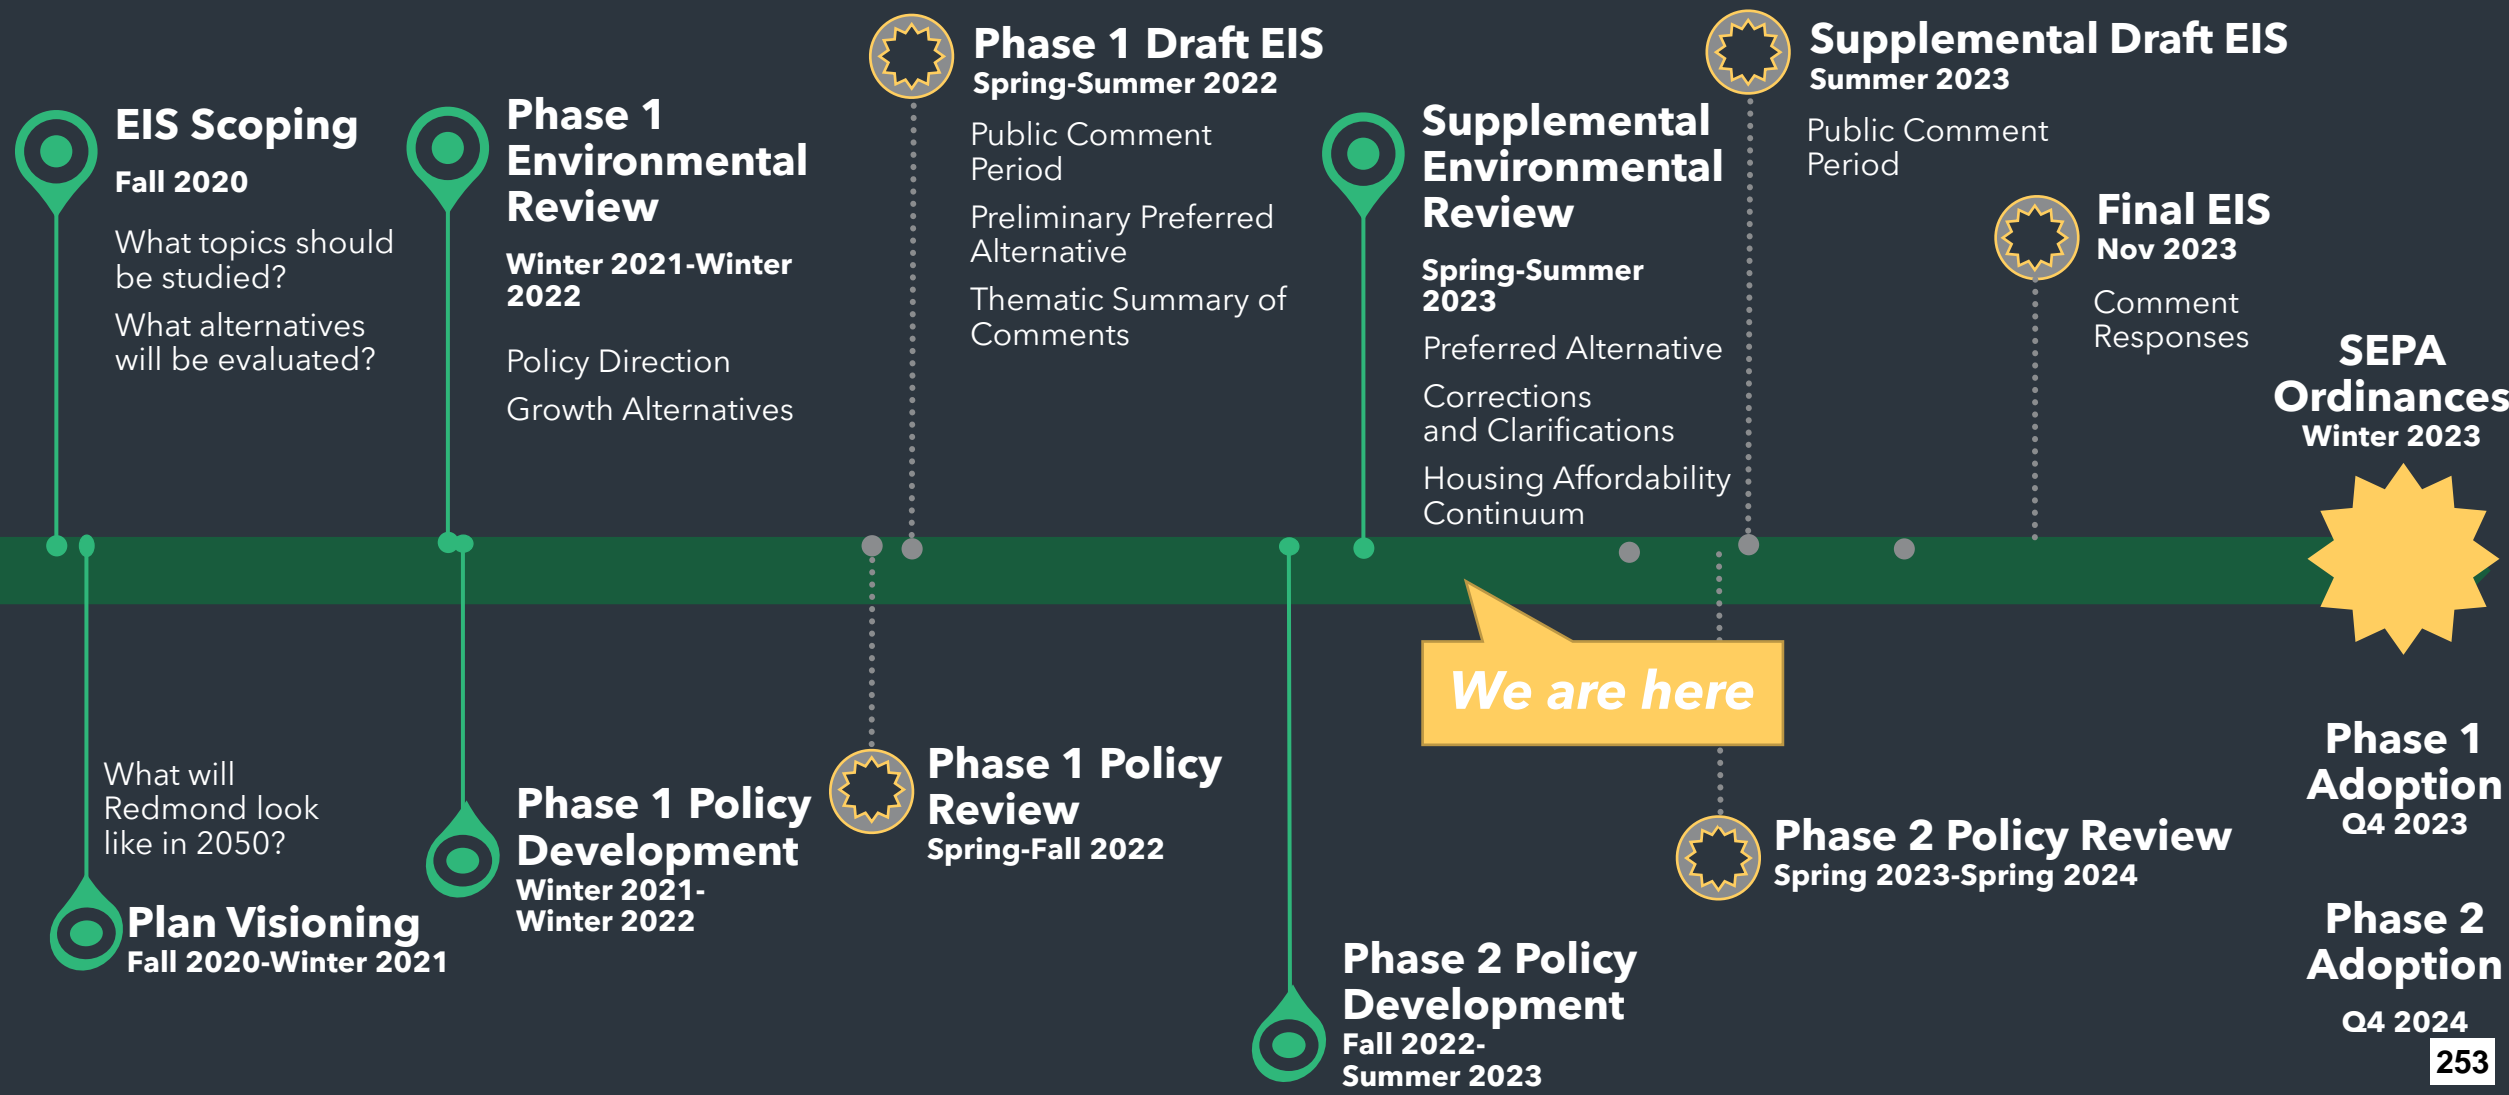 EIS Scoping
Fall 2020
What topics should
be studied?
What alternatives
will be evaluated?
Phase 1
Environmental
Review
Winter 2021-Winter
2022
Policy Direction
Growth Alternatives
Phase 1 Draft EIS
Spring-Summer 2022
Public Comment
Period
Preliminary Preferred
Alternative
Thematic Summary of
Comments
Supplemental
Environmental
Review
Spring-Summer
2023
Preferred Alternative
Corrections
and Clarifications
Housing Affordability
Continuum
Supplemental Draft EIS
Summer 2023
Public Comment
Period
Final EIS
Nov 2023
Comment
Responses
SEPA
Ordinances
Winter 2023
We are here
What will
Redmond look
like in 2050?
Plan Visioning
Fall 2020-Winter 2021
Phase 1 Policy
Development
Winter 2021-
Winter 2022
Phase 1 Policy
Review
Spring-Fall 2022
Phase 2 Policy
Development
Fall 2022-
Summer 2023
Phase 2 Policy Review
Spring 2023-Spring 2024
Phase 1
Adoption
Q4 2023
Phase 2
Adoption
Q4 2024
253